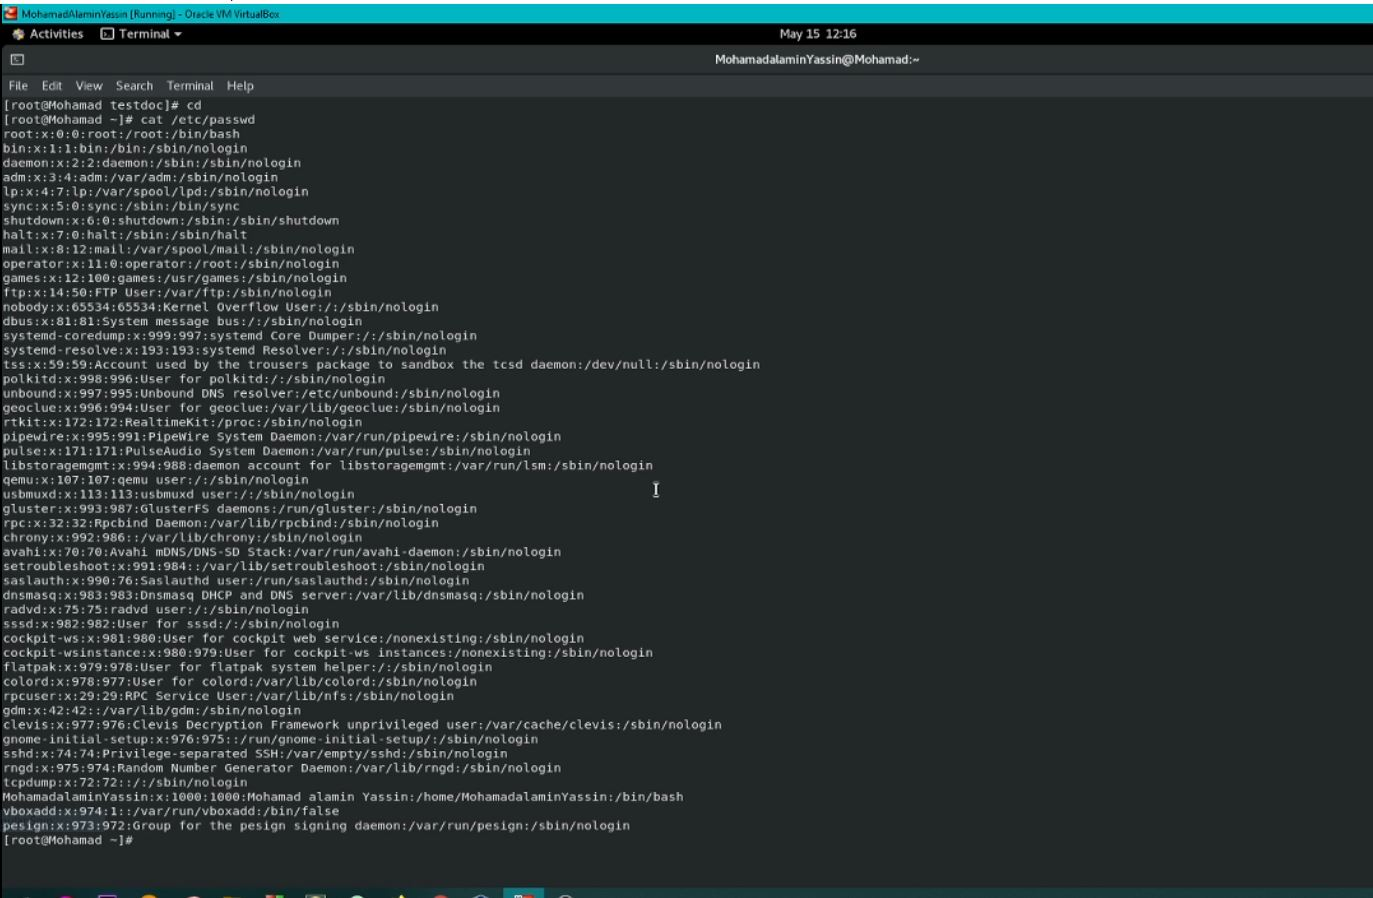 MohamadAlaminYassin [Running] - Oracle VM VirtualBox
Activities Terminal May 15 12:16
MohamadalaminYassin@Mohamad:~
File Edit View Search Terminal Help
[root@Mohamad testdoc]# cd
[root@Mohamad ~]# cat /etc/passwd
root:x:0:0:root:/root:/bin/bash
bin:x:1:1:bin:/bin:/sbin/nologin
daemon:x:2:2:daemon:/sbin:/sbin/nologin
adm:x:3:4:adm:/var/adm:/sbin/nologin
lp:x:4:7:lp:/var/spool/lpd:/sbin/nologin
sync:x:5:0:sync:/sbin:/bin/sync
shutdown:x:6:0:shutdown:/sbin:/sbin/shutdown
halt:x:7:0:halt:/sbin:/sbin/halt
mail:x:8:12:mail:/var/spool/mail:/sbin/nologin
operator:x:11:0:operator:/root:/sbin/nologin
games:x:12:100:games:/usr/games:/sbin/nologin
ftp:x:14:50:FTP User:/var/ftp:/sbin/nologin
nobody:x:65534:65534:Kernel Overflow User:/:/sbin/nologin
dbus:x:81:81:System message bus:/:/sbin/nologin
systemd-coredump:x:999:997:systemd Core Dumper:/:/sbin/nologin
systemd-resolve:x:193:193:systemd Resolver:/:/sbin/nologin
tss:x:59:59:Account used by the trousers package to sandbox the tcsd daemon:/dev/null:/sbin/nologin
polkitd:x:998:996:User for polkitd:/:/sbin/nologin
unbound:x:997:995:Unbound DNS resolver:/etc/unbound:/sbin/nologin
geoclue:x:996:994:User for geoclue:/var/lib/geoclue:/sbin/nologin
rtkit:x:172:172:RealtimeKit:/proc:/sbin/nologin
pipewire:x:995:991:PipeWire System Daemon:/var/run/pipewire:/sbin/nologin
pulse:x:171:171:PulseAudio System Daemon:/var/run/pulse:/sbin/nologin
libstoragemgmt:x:994:988:daemon account for libstoragemgmt:/var/run/lsm:/sbin/nologin
qemu:x:107:107:qemu user:/:/sbin/nologin
usbmuxd:x:113:113:usbmuxd user:/:/sbin/nologin
gluster:x:993:987:GlusterFS daemons:/run/gluster:/sbin/nologin
rpc:x:32:32:Rpcbind Daemon:/var/lib/rpcbind:/sbin/nologin
chrony:x:992:986::/var/lib/chrony:/sbin/nologin
avahi:x:70:70:Avahi mDNS/DNS-SD Stack:/var/run/avahi-daemon:/sbin/nologin
setroubleshoot:x:991:984::/var/lib/setroubleshoot:/sbin/nologin
saslauth:x:990:76:Saslauthd user:/run/saslauthd:/sbin/nologin
dnsmasq:x:983:983:Dnsmasq DHCP and DNS server:/var/lib/dnsmasq:/sbin/nologin
radvd:x:75:75:radvd user:/:/sbin/nologin
sssd:x:982:982:User for sssd:/:/sbin/nologin
cockpit-ws:x:981:980:User for cockpit web service:/nonexisting:/sbin/nologin
cockpit-wsinstance:x:980:979:User for cockpit-ws instances:/nonexisting:/sbin/nologin
flatpak:x:979:978:User for flatpak system helper:/:/sbin/nologin
colord:x:978:977:User for colord:/var/lib/colord:/sbin/nologin
rpcuser:x:29:29:RPC Service User:/var/lib/nfs:/sbin/nologin
gdm:x:42:42::/var/lib/gdm:/sbin/nologin
clevis:x:977:976:Clevis Decryption Framework unprivileged user:/var/cache/clevis:/sbin/nologin
gnome-initial-setup:x:976:975::/run/gnome-initial-setup/:/sbin/nologin
sshd:x:74:74:Privilege-separated SSH:/var/empty/sshd:/sbin/nologin
rngd:x:975:974:Random Number Generator Daemon:/var/lib/rngd:/sbin/nologin
tcpdump:x:72:72::/:/sbin/nologin
MohamadalaminYassin:x:1000:1000:Mohamad alamin Yassin:/home/MohamadalaminYassin:/bin/bash
vboxadd:x:974:1::/var/run/vboxadd:/bin/false
pesign:x:973:972:Group for the pesign signing daemon:/var/run/pesign:/sbin/nologin
[root@Mohamad ~]#